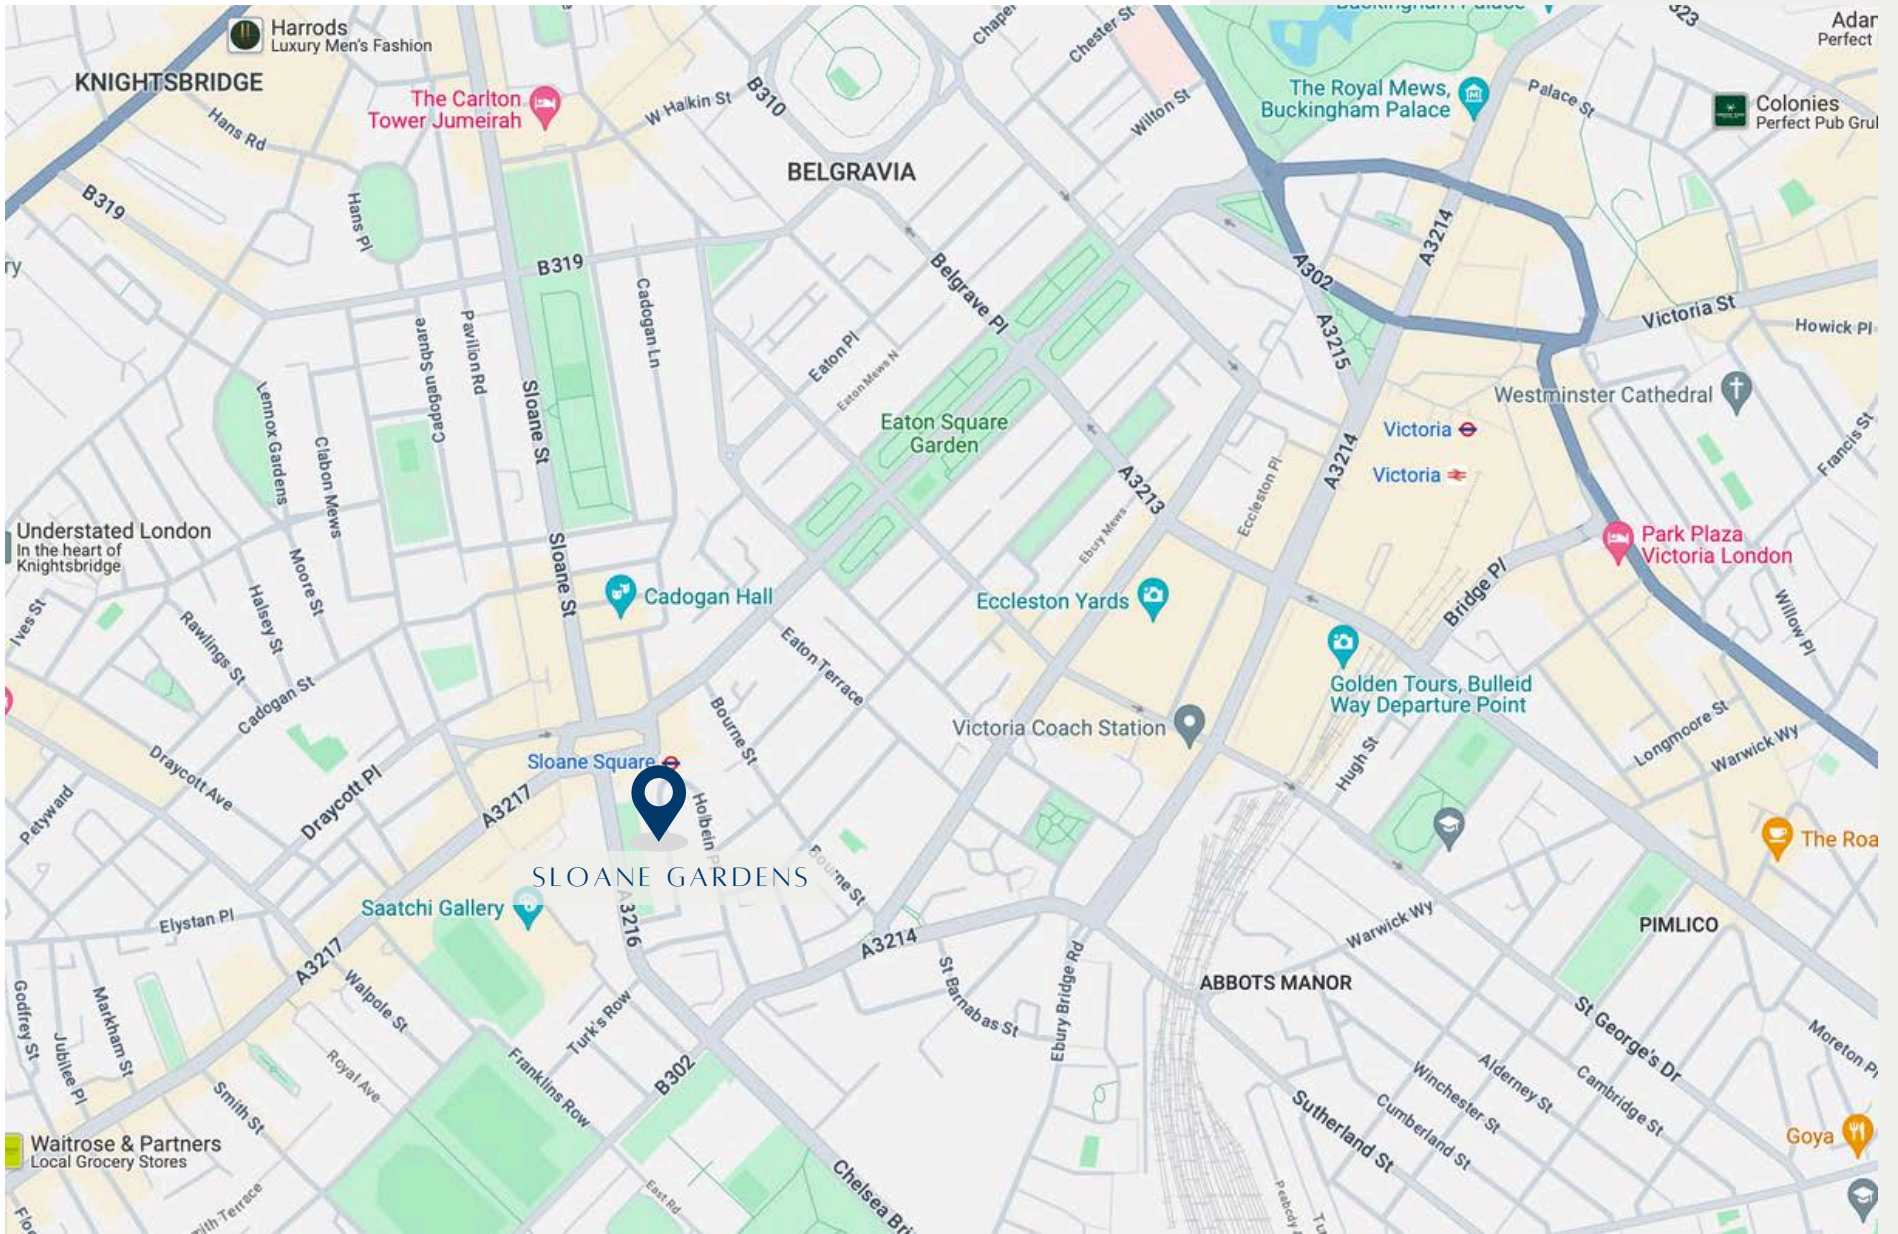 Buckingham Palace
Harrods
Luxury Men's Fashion
KNIGHTSBRIDGE
The Carlton
Tower Jumeirah
Hans Rd
W Halkin St
B310
Chester St
Wilton St
The Royal Mews,
Buckingham Palace
Palace St
Colonies
Perfect Pub
Perfect
BELGRAVIA
B319
Hans Pl
B319
Cadogan Ln
Belgrave Pl
A302
A3214
A3215
Victoria St
Howick Pl
Cadogan Square
Pavilion Rd
Sloane St
Eaton Pl
Eaton Mews N
Eaton Square
Garden
Lennox Gardens
Clabon Mews
Victoria
Victoria
A3214
Westminster Cathedral
Francis St
A3213
Ebury Mews
Eccleston Pl
Understated London
In the heart of
Knightsbridge
Moore St
Sloane St
Cadogan Hall
Eccleston Yards
Bridge Pl
Park Plaza
Victoria London
Willow Pl
Ives St
Halsey St
Rawlings St
Cadogan St
Eaton Terrace
Golden Tours, Bulleid
Way Departure Point
Victoria Coach Station
Bourne St
Longmoore St
Warwick Wy
Hugh St
Draycott Ave
Draycott Pl
Sloane Square
A3217
Petyward
Holbein
SLOANE GARDENS
Bourne St
The
Saatchi Gallery
A3216
Elystan Pl
A3217
A3214
Warwick Wy
PIMLICO
Walpole St
Turk's Row
St Barnabas St
Ebury Bridge Rd
ABBOTS MANOR
St George's Dr
Moreton
Godfrey St
Jubilee Pl
Markham St
Royal Ave
Franklins Row
B302
Smith St
Winchester St
Alderney St
Cambridge St
Cumberland St
Sutherland St
Waitrose & Partners
Local Grocery Stores
Goya
East Rd
Chelsea
Terrace
Peabody